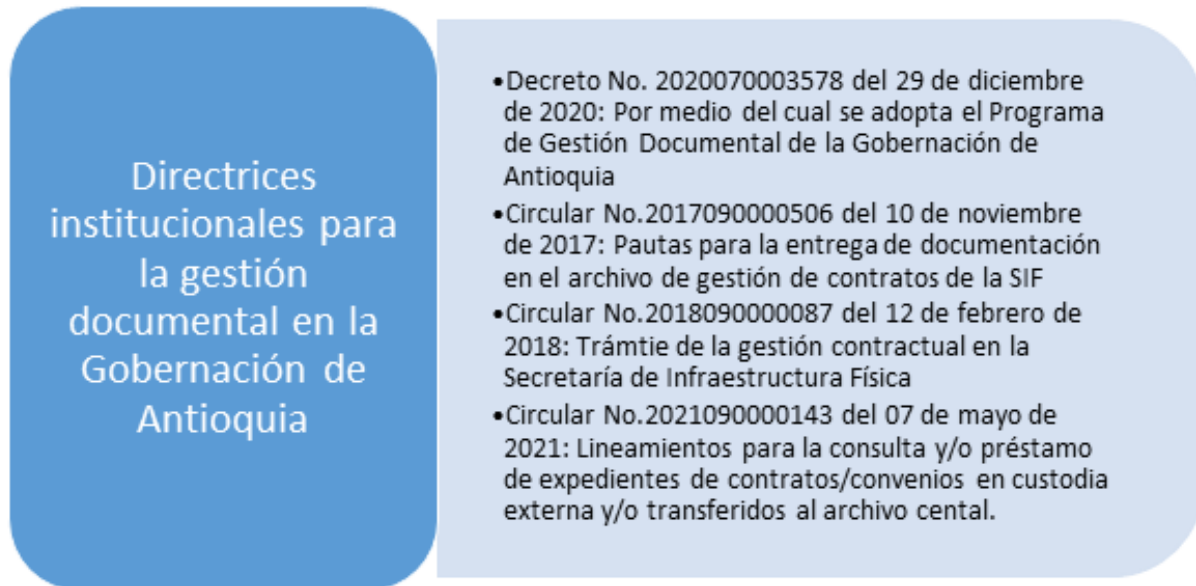 Directrices
institucionales para
la gestión
documental en la
Gobernación de
Antioquia
•Decreto No. 2020070003578 del 29 de diciembre
de 2020: Por medio del cual se adopta el Programa
de Gestión Documental de la Gobernación de
Antioquia
•Circular No.2017090000506 del 10 de noviembre
de 2017: Pautas para la entrega de documentación
en el archivo de gestión de contratos de la SIF
•Circular No.2018090000087 del 12 de febrero de
2018: Trámtie de la gestión contractual en la
Secretaría de Infraestructura Física
•Circular No.2021090000143 del 07 de mayo de
2021: Lineamientos para la consulta y/o préstamo
de expedientes de contratos/convenios en custodia
externa y/o transferidos al archivo cental.